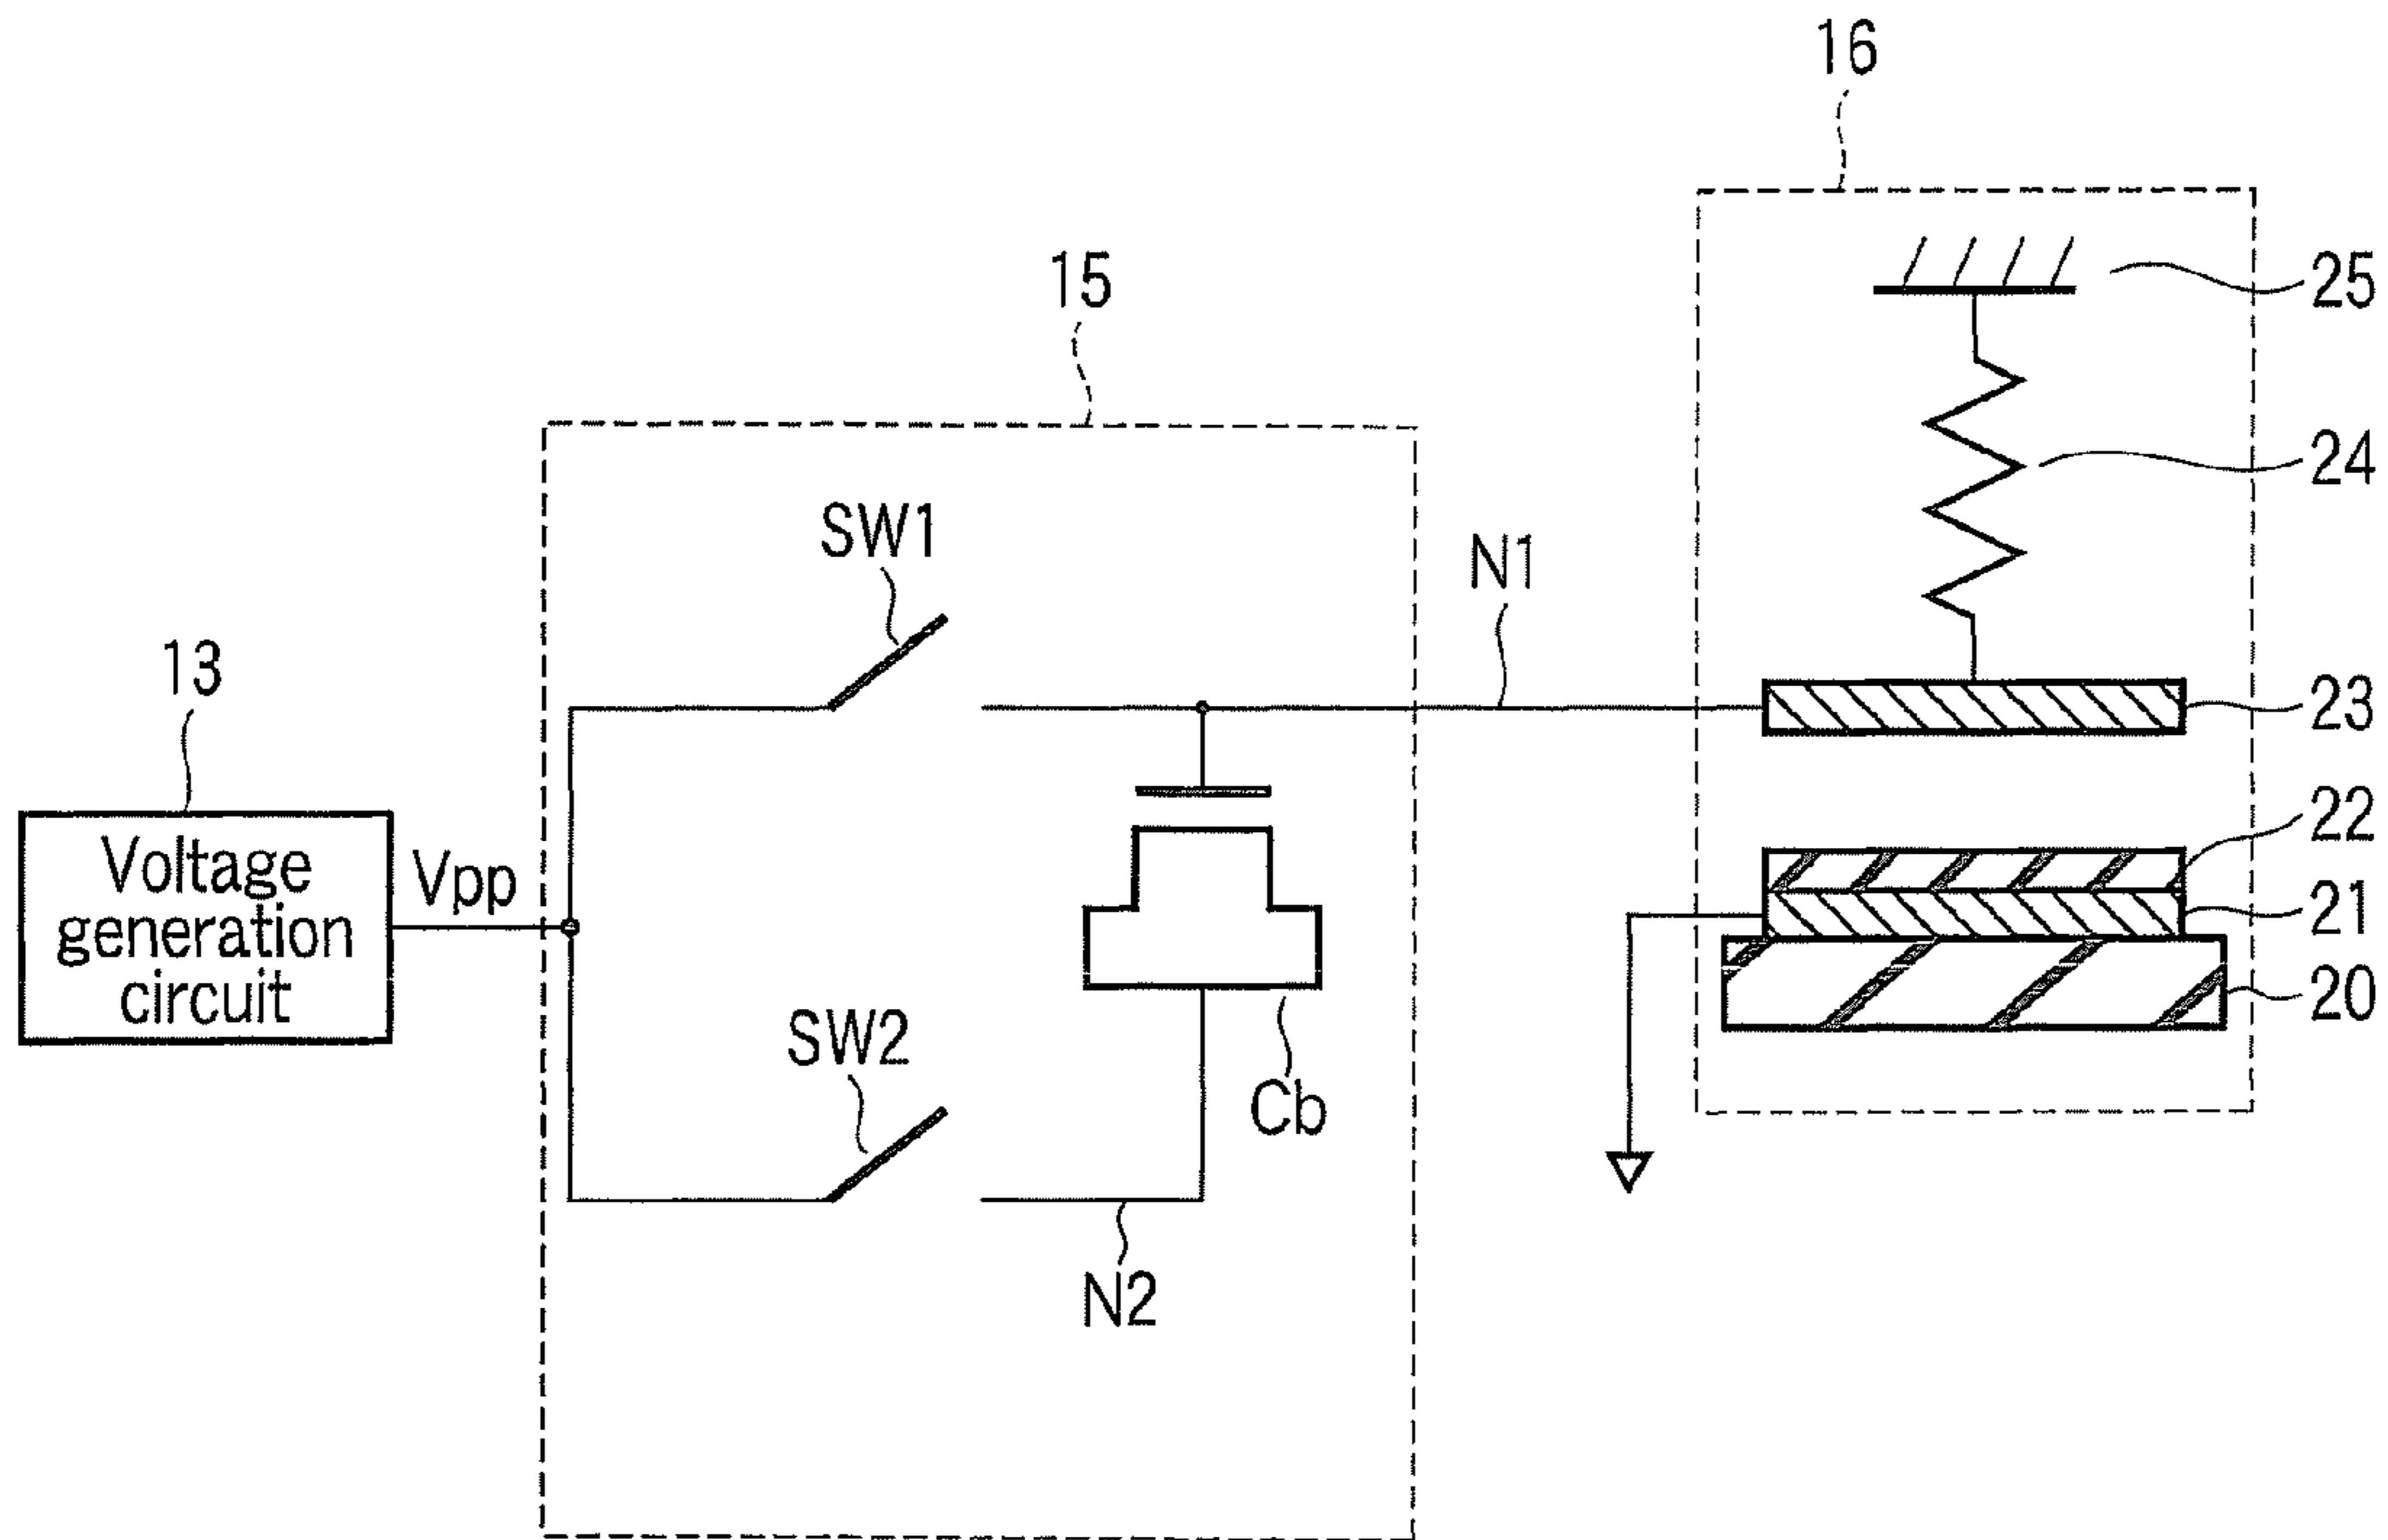 16
15
25
SW1
24
N1
13
23
Voltage
generation
circuit
Vpp
22
21
20
SW2
Cb
N2